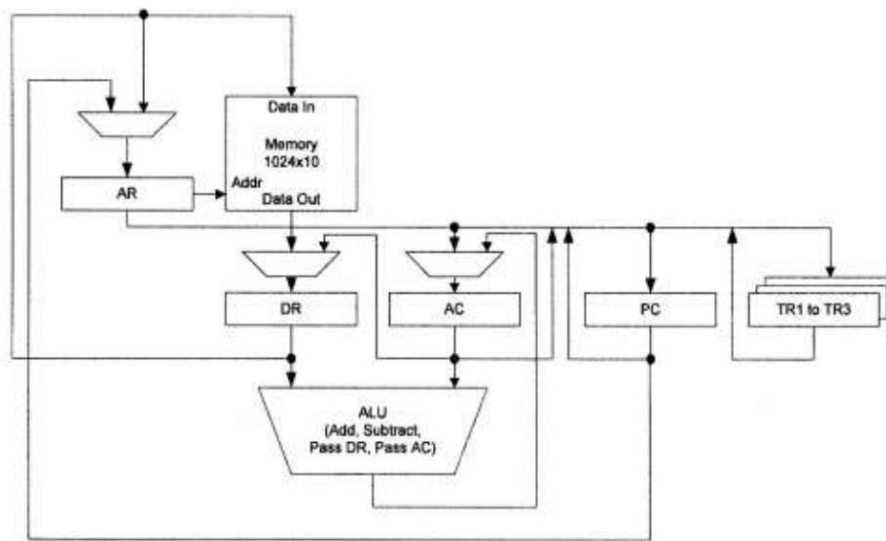 Data In
Memory
1024x10
Addr
Data Out
AR
DR
AC
PC
TR1 to TR3
ALU
(Add, Subtract,
Pass DR, Pass AC)